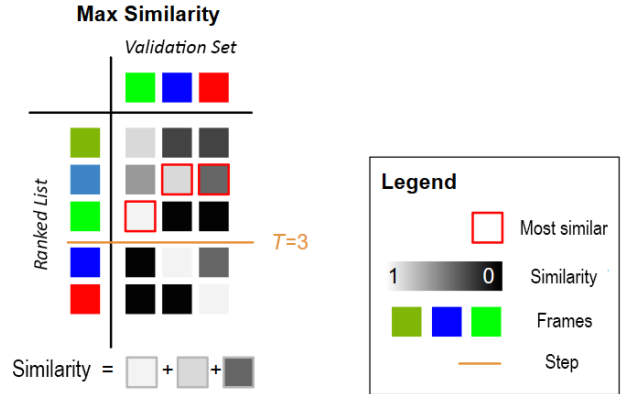 Max Similarity
Validation Set
Ranked List
T=3
Similarity = + +
Legend
Most similar
1 0 Similarity
Frames
Step